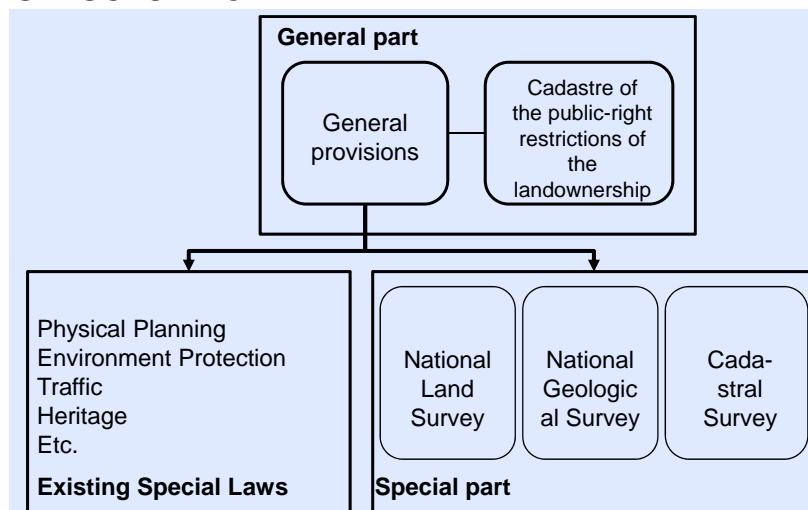 General part
General
provisions
Cadastre of
the public-right
restrictions of
the
landownership
Physical Planning
Environment Protection
Traffic
Heritage
Etc.
Existing Special Laws
National
Land
Survey
National
Geologic
al Survey
Cada-
stral
Survey
Special part